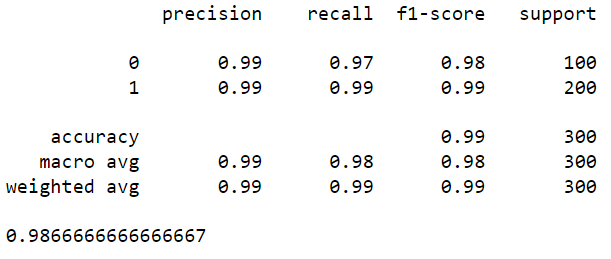 precision recall f1-score support
0 0.99 0.97 0.98 100
1 0.99 0.99 0.99 200
accuracy 0.99 300
macro avg 0.99 0.98 0.98 300
weighted avg 0.99 0.99 0.99 300
0.9866666666666667